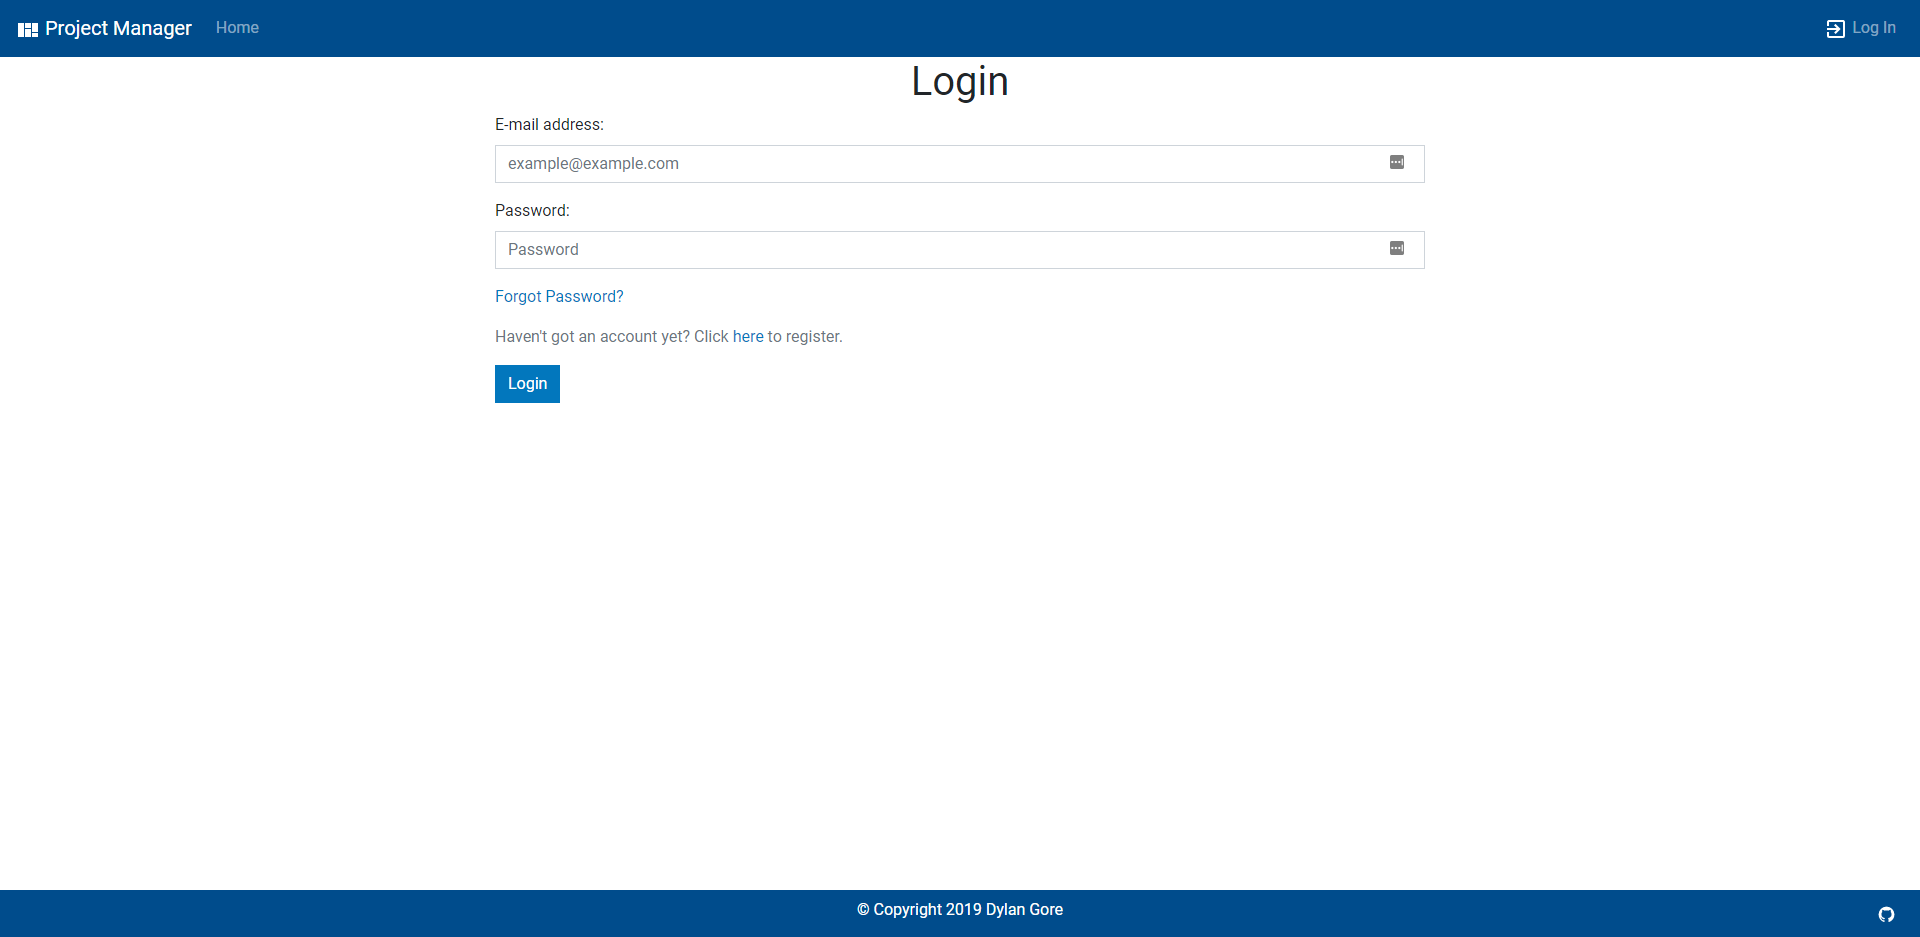 Project Manager Home Log In
Login
E-mail address:
example@example.com
Password:
Password
Forgot Password?
Haven't got an account yet? Click here to register.
Login
© Copyright 2019 Dylan Gore